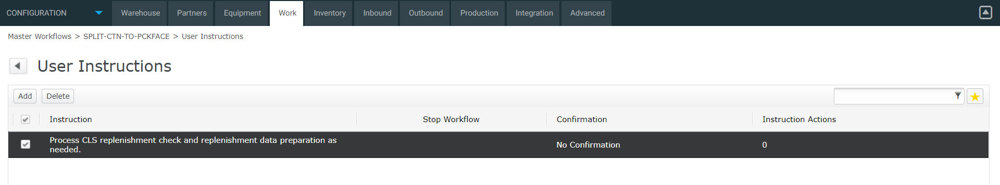 CONFIGURATION Warehouse Partners Equipment Work Inventory Inbound Outbound Production Integration Advanced
Master Workflows > SPLIT-CTN-TO-PCKFACE > User Instructions
User Instructions
Add Delete
Instruction Stop Workflow Confirmation Instruction Actions
Process CLS replenishment check and replenishment data preparation as
needed.
No Confirmation 0